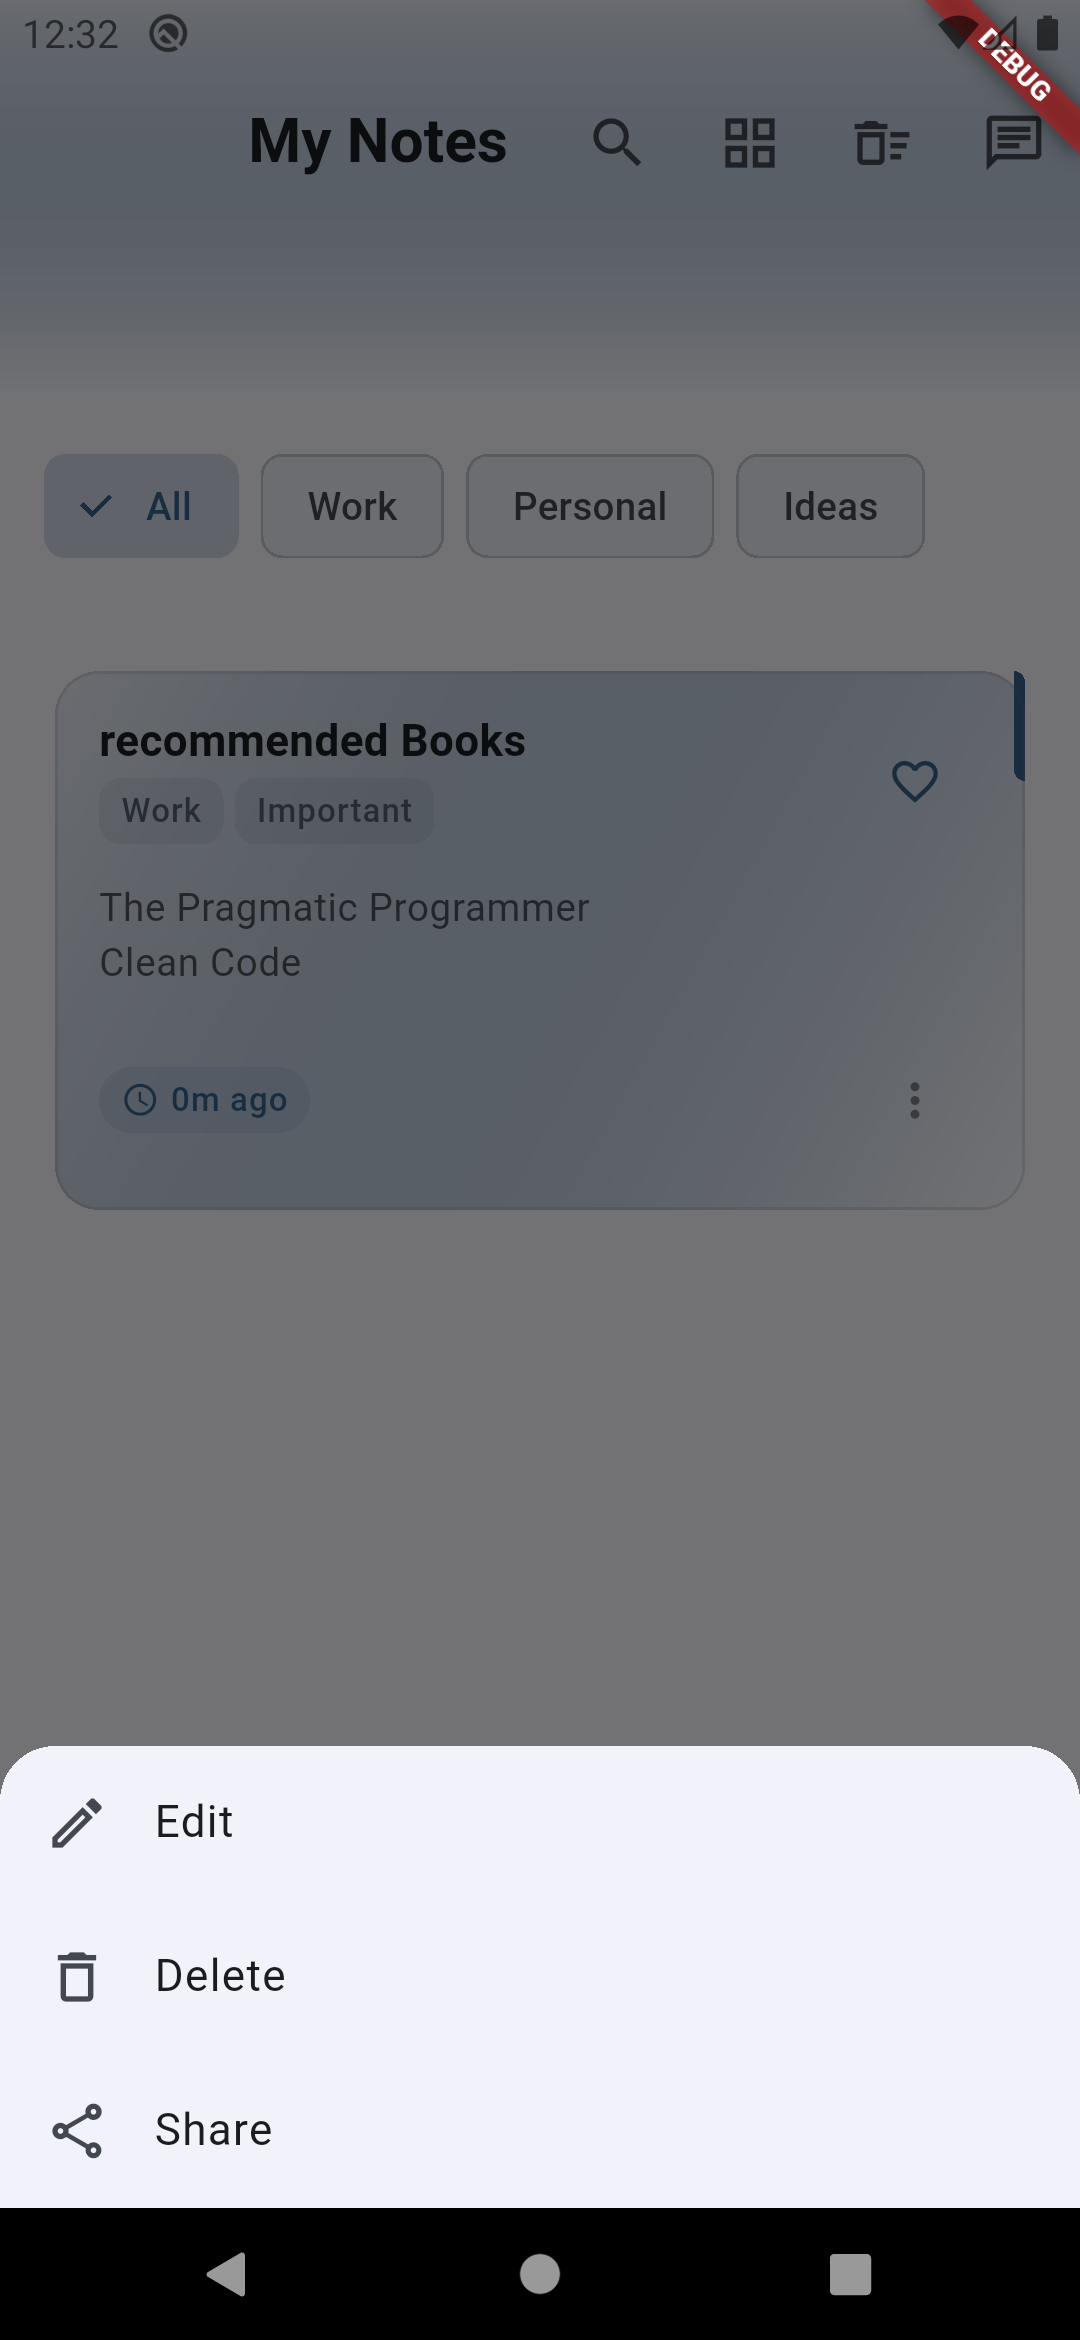 12:32
DEBUG
My Notes
All
Work
Personal
Ideas
recommended Books
Work
Important
The Pragmatic Programmer
Clean Code
0m ago
Edit
Delete
Share